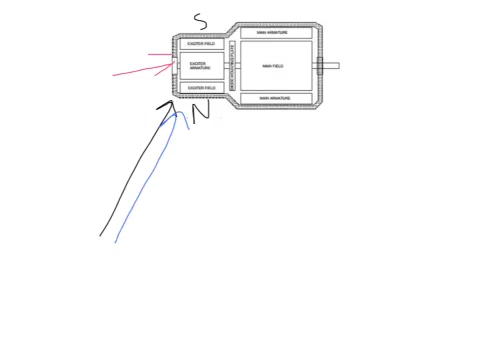 S
MAIN ARMATURE
EXCITER FIELD
EXCITER
ARMATURE
MAIN FIELD
EXCITER FIELD
MAIN ARMATURE
N